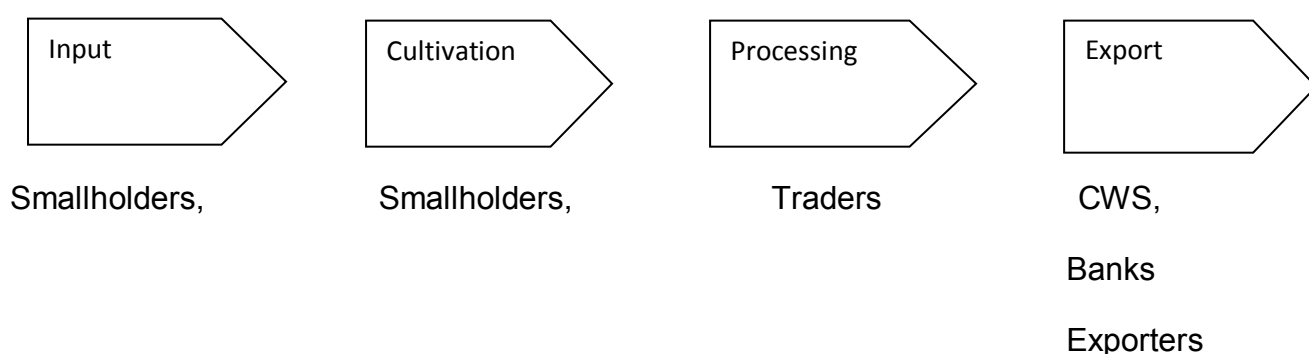 Input Cultivation Processing Export
Smallholders, Smallholders, Traders CWS,
Banks
Exporters